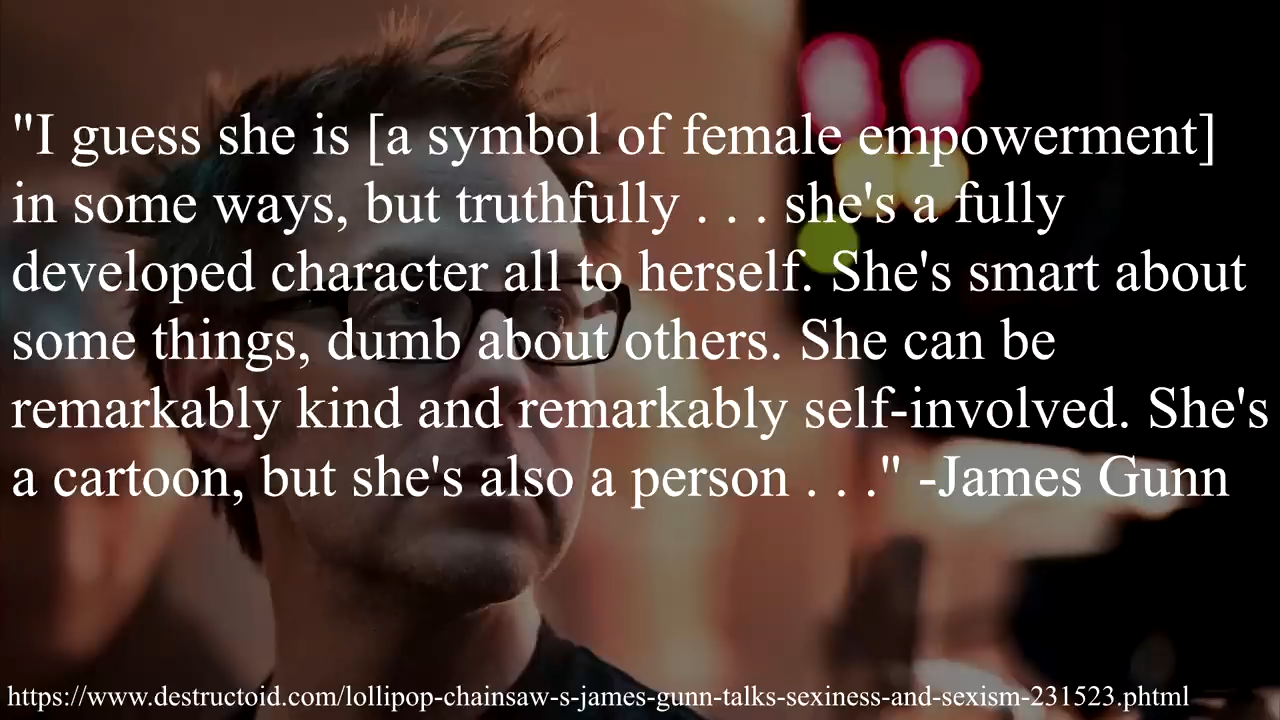 "I guess she is [a symbol of female empowerment]
in some ways, but truthfully . . . she's a fully
developed character all to herself. She's smart about
some things, dumb about others. She can be
remarkably kind and remarkably self-involved. She's
a cartoon, but she's also a person . . ." -James Gunn
https://www.destructoid.com/lollipop-chainsaw-s-james-gunn-talks-sexiness-and-sexism-231523.phtml